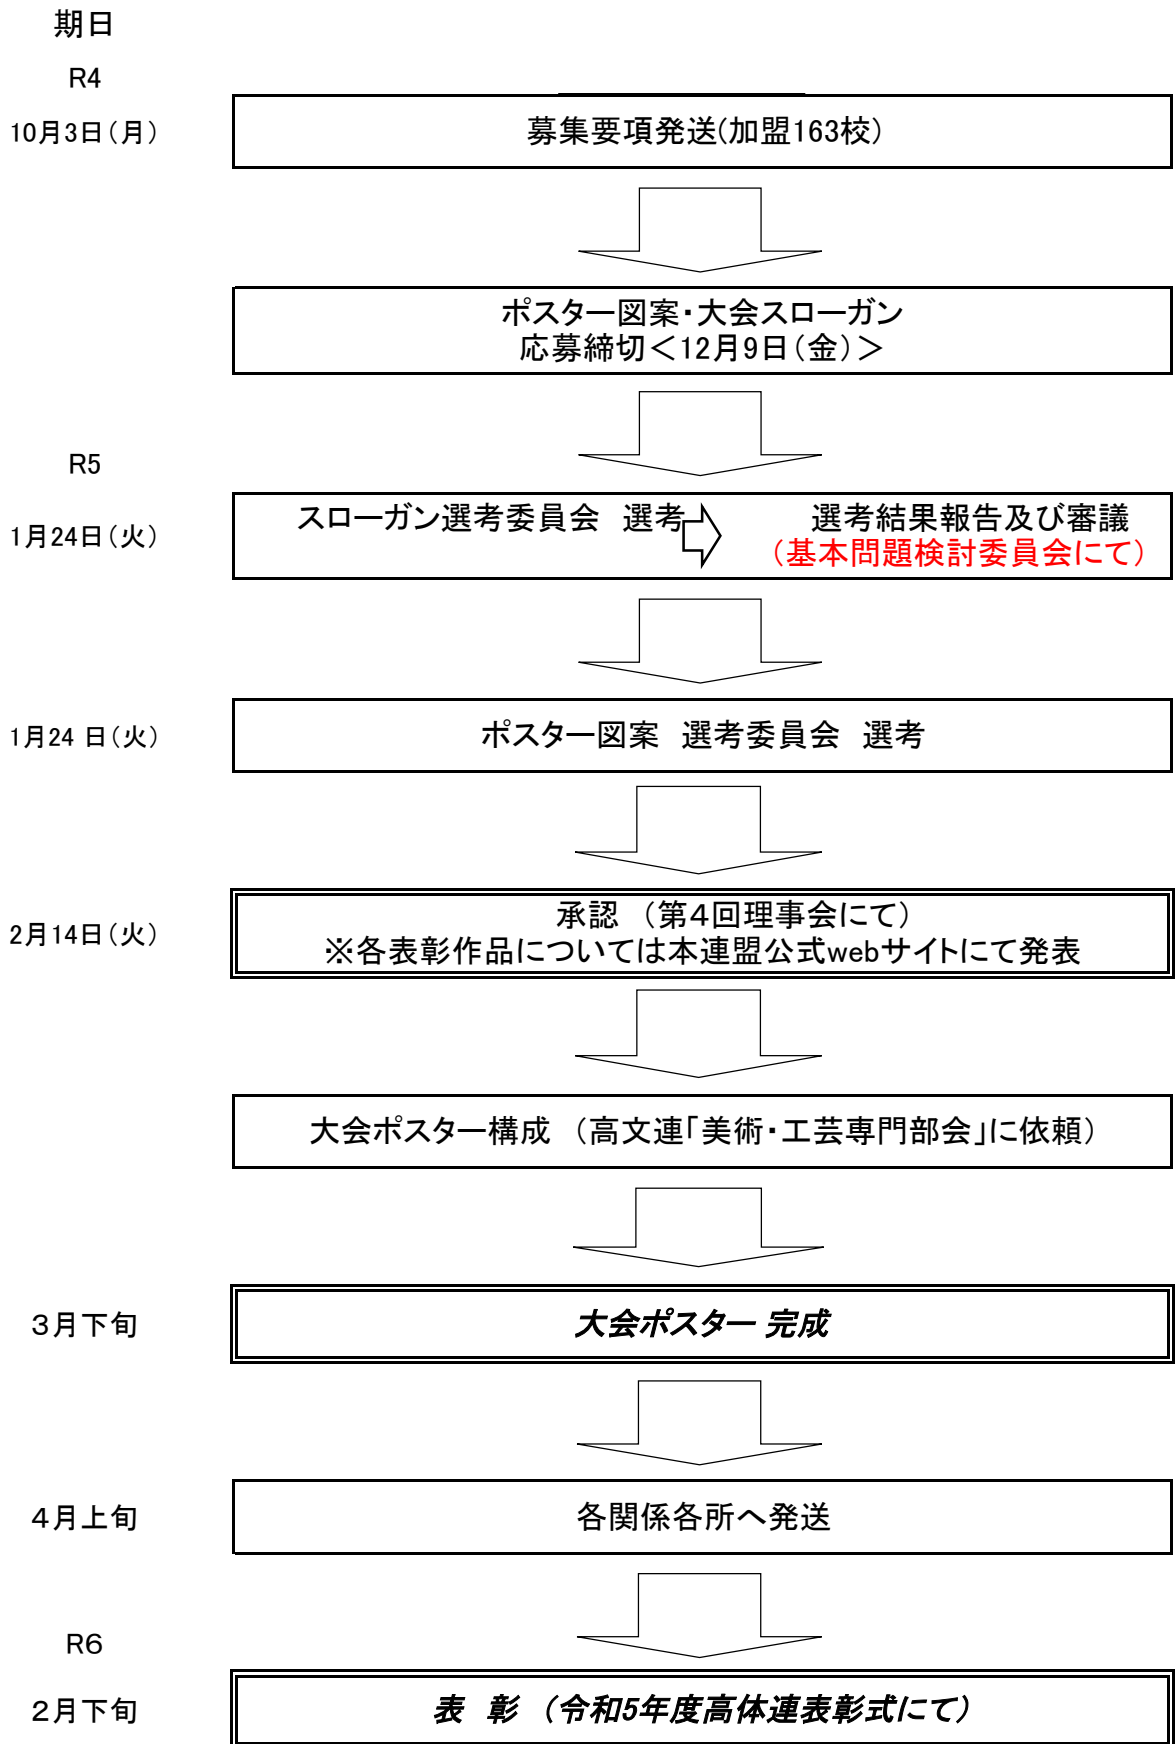 期日
R4
10月3日(月)
募集要項発送(加盟163校)
ポスター図案・大会スローガン
応募締切＜12月9日(金)＞
R5
1月24日(火)
スローガン選考委員会　選考
選考結果報告及び審議
(基本問題検討委員会にて)
1月24 日(火)
ポスター図案　選考委員会　選考
2月14日(火)
承認　(第4回理事会にて)
※各表彰作品については本連盟公式webサイトにて発表
大会ポスター構成　(高文連「美術・工芸専門部会」に依頼)
3月下旬
大会ポスター 完成
4月上旬
各関係各所へ発送
R6
2月下旬
表　彰　(令和5年度高体連表彰式にて)